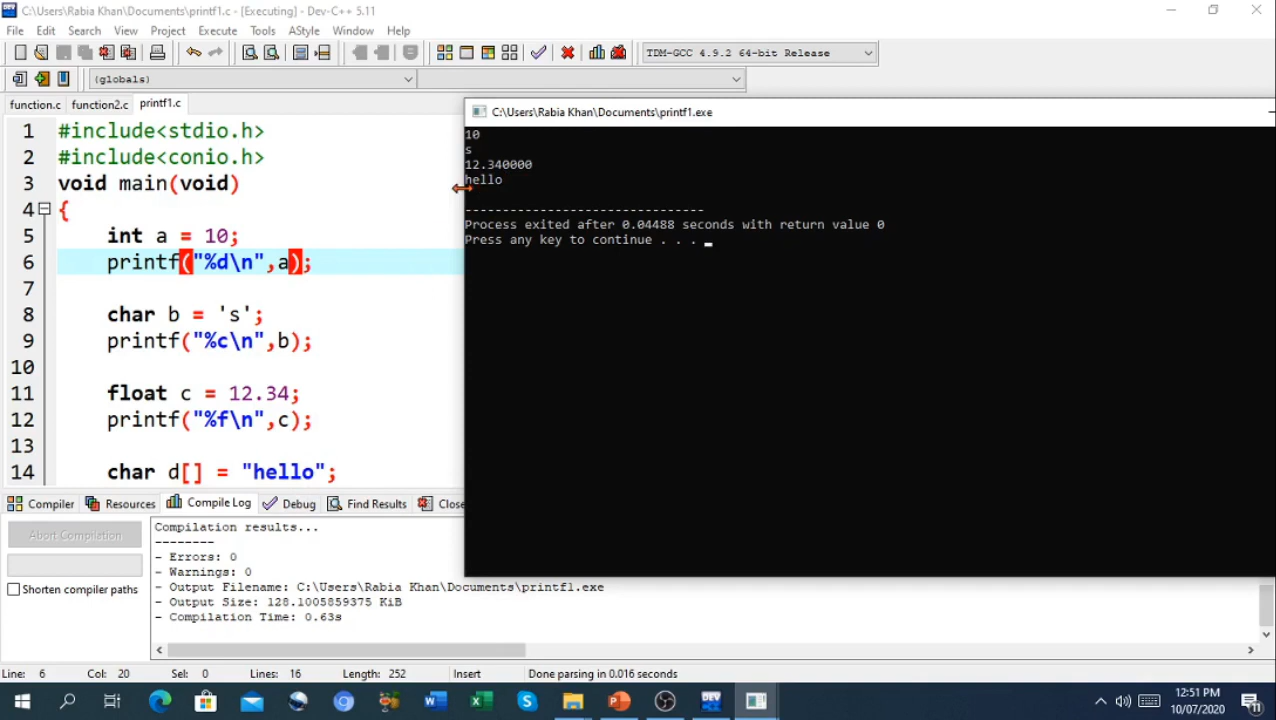 C:\Users\Rabia Khan\Documents\printf1.c - [Executing] - Dev-C++ 5.11
File Edit Search View Project Execute Tools AStyle Window Help
TDM-GCC 4.9.2 64-bit Release
(globals)
function.c function2.c printf1.c
1 #include<stdio.h>
2 #include<conio.h>
3 void main(void)
4 {
5 int a = 10;
6 printf("%d\n",a);
7
8 char b = 's';
9 printf("%c\n",b);
10
11 float c = 12.34;
12 printf("%f\n",c);
13
14 char d[] = "hello";
C:\Users\Rabia Khan\Documents\printf1.exe
10
s
12.340000
hello
--------------------------------
Process exited after 0.04488 seconds with return value 0
Press any key to continue . . .
Compiler Resources Compile Log Debug Find Results Close
Abort Compilation
Shorten compiler paths
Compilation results...
--------
- Errors: 0
- Warnings: 0
- Output Filename: C:\Users\Rabia Khan\Documents\printf1.exe
- Output Size: 128.1005859375 KiB
- Compilation Time: 0.63s
Line: 6 Col: 20 Sel: 0 Lines: 16 Length: 252 Insert Done parsing in 0.016 seconds
12:51 PM
10/07/2020
11